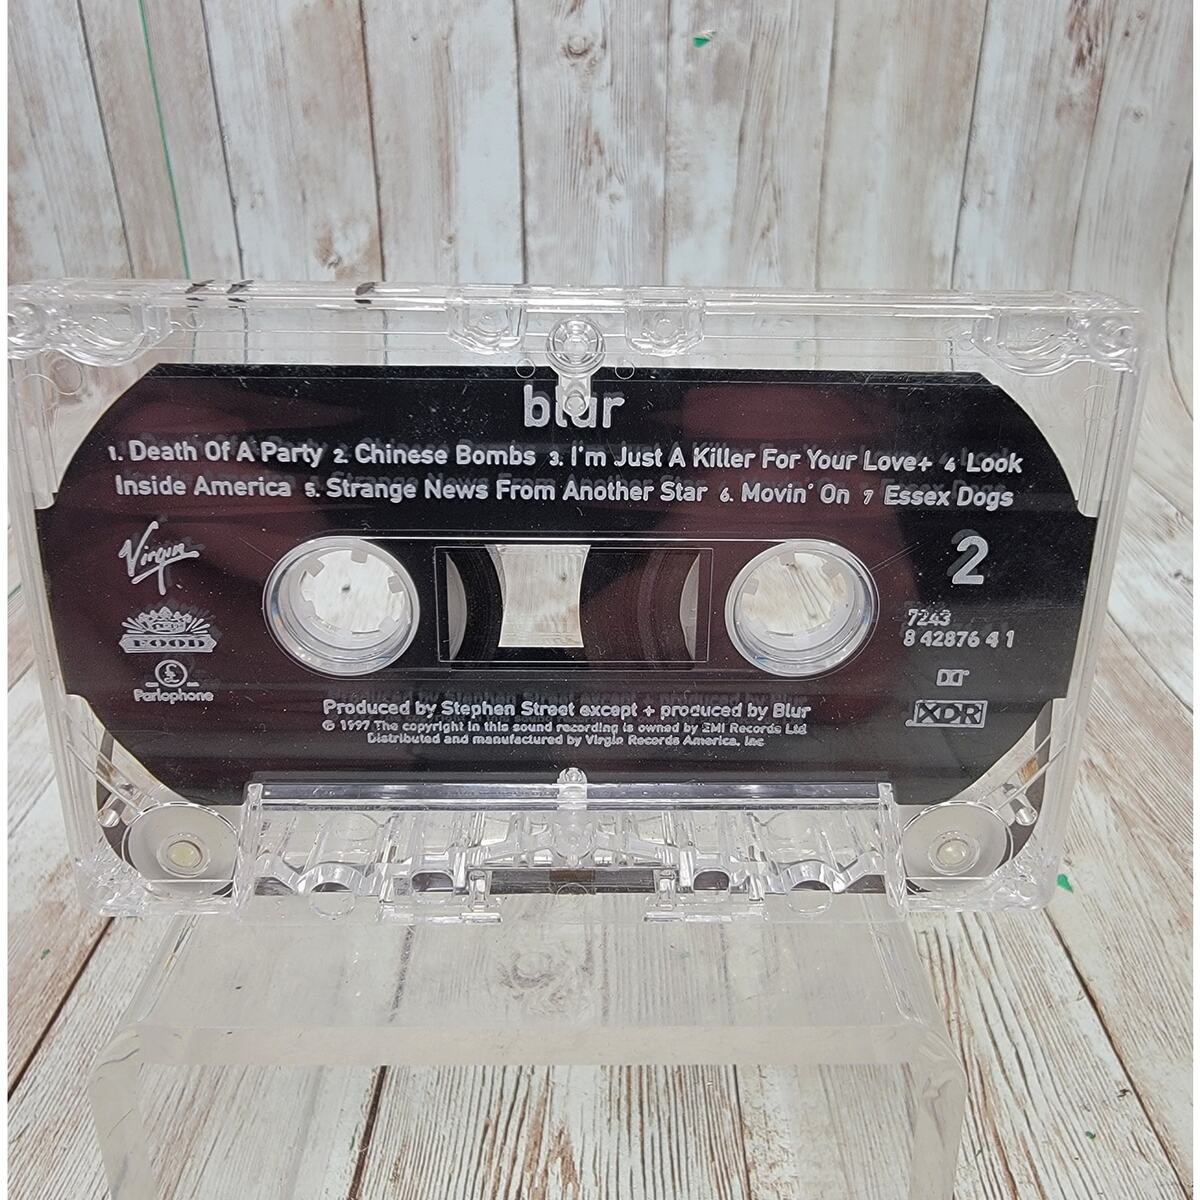 blur
1. Death Of A Party 2. Chinese Bombs 3. I'm Just A Killer For Your Love+ 4 Look
Inside America 5. Strange News From Another Star 6. Movin' On 7 Essex Dogs
Virgin
2
7243
8 42876 4 1
FOOD
Parlophone
XDR
Produced by Stephen Street except + produced by Blur
© 1997 The copyright in this sound recording is owned by EMI Records Ltd
Distributed and manufactured by Virgin Records America, Inc